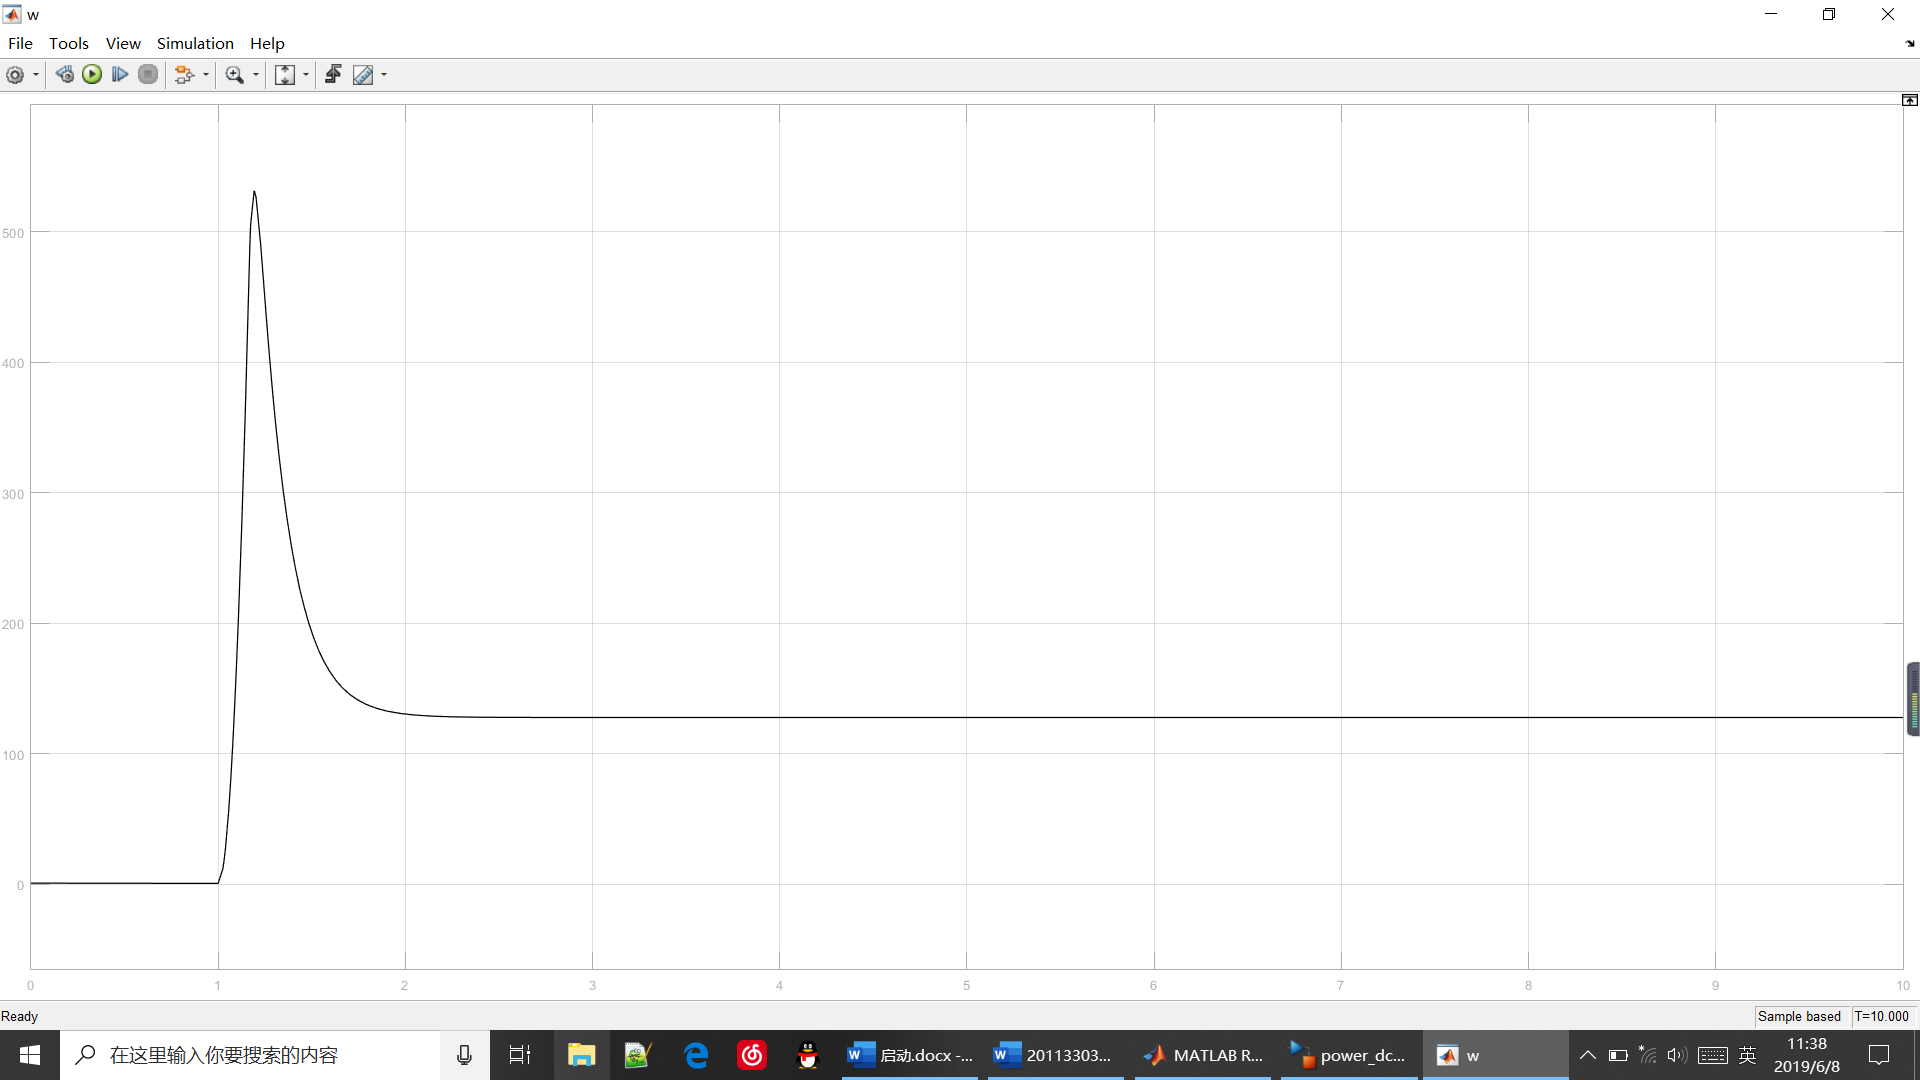 w
File Tools View Simulation Help
500
400
300
200
100
0
0 1 2 3 4 5 6 7 8 9 10
Ready
Sample based T=10.000
在这里输入你要搜索的内容
启动.docx -...
201133303...
MATLAB R...
power_dc...
w
英
11:38
2019/6/8